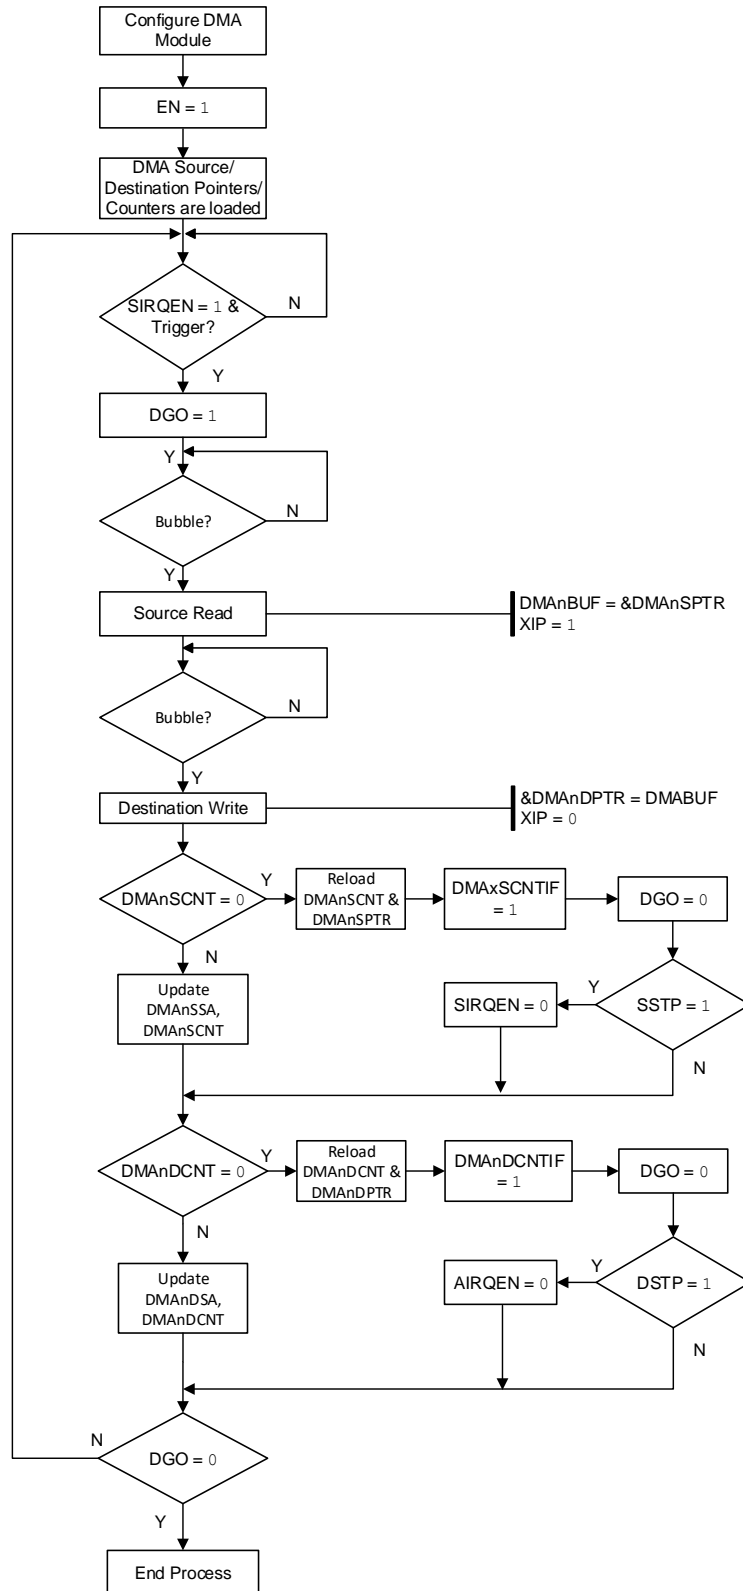 Configure DMA
Module
EN = 1
DMA Source/
Destination Pointers/
Counters are loaded
SIRQEN = 1 &
Trigger?
N
Y
DGO = 1
Y
Bubble?
N
Y
Source Read
DMAnBUF = &DMAnSPTR
XIP = 1
Bubble?
N
Y
Destination Write
&DMAnDPTR = DMABUF
XIP = 0
DMAnSCNT = 0
Y
Reload
DMAnSCNT &
DMAnSPTR
DMAxSCNTIF
= 1
DGO = 0
N
Update
DMAnSSA,
DMAnSCNT
SIRQEN = 0
Y
SSTP = 1
N
DMAnDCNT = 0
Y
Reload
DMAnDCNT &
DMAnDPTR
DMAnDCNTIF
= 1
DGO = 0
N
Update
DMAnDSA,
DMAnDCNT
AIRQEN = 0
Y
DSTP = 1
N
N
DGO = 0
Y
End Process